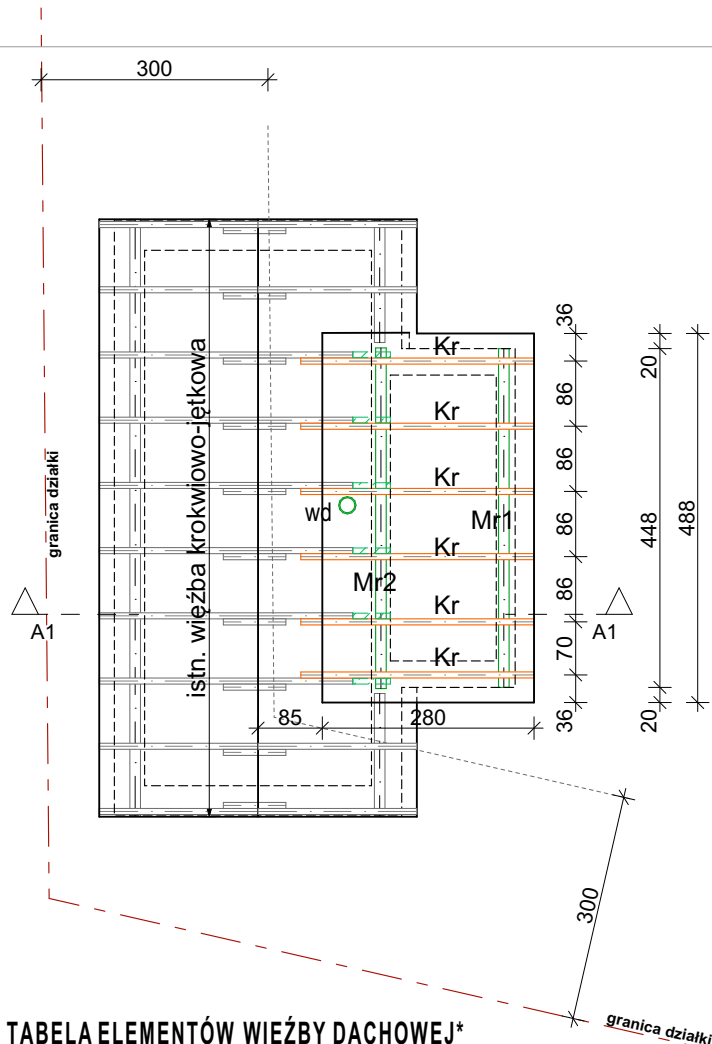 300
36
Kr
20
86
Kr
86
istn. więźba krokwiowo-jętkowa
granica działki
Kr
wd
Mr1
86
448
488
Kr
Mr2
86
A1
A1
Kr
70
Kr
85
280
36
20
300
granica działki
TABELA ELEMENTÓW WIEŹBY DACHOWEJ*